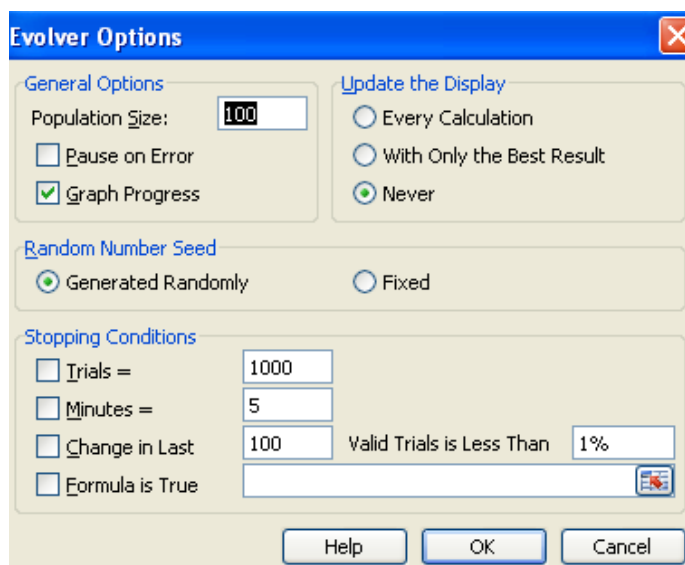 Evolver Options
General Options
Population Size: 100
Pause on Error
Graph Progress
Update the Display
Every Calculation
With Only the Best Result
Never
Random Number Seed
Generated Randomly Fixed
Stopping Conditions
Trials = 1000
Minutes = 5
Change in Last 100 Valid Trials is Less Than 1%
Formula is True
Help OK Cancel